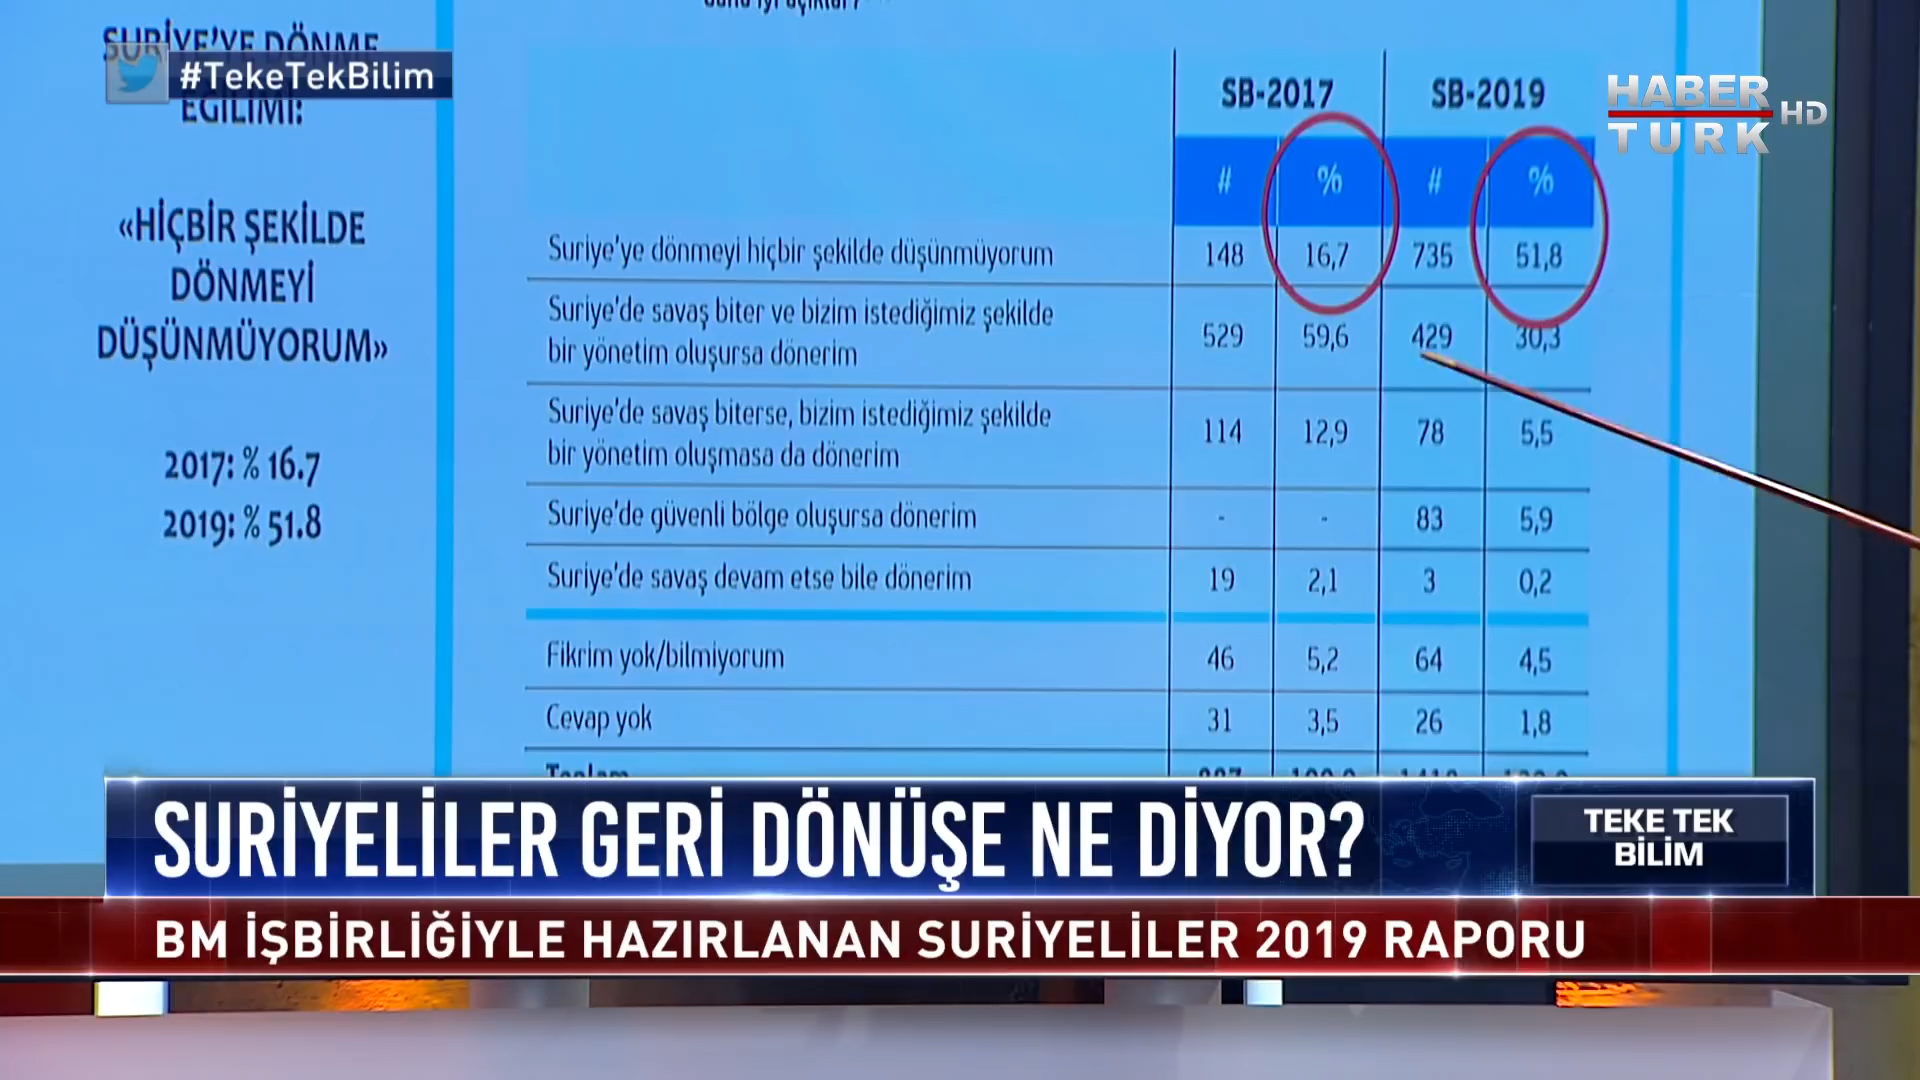 SURİYE'YE DÖNME
#TekeTekBilim
EĞİLİMİ:
«HİÇBİR ŞEKİLDE
DÖNMEYİ
DÜŞÜNMÜYORUM»
2017: % 16.7
2019: % 51.8
SB-2017 SB-2019
# % # %
Suriye'ye dönmeyi hiçbir şekilde düşünmüyorum 148 16,7 735 51,8
Suriye'de savaş biter ve bizim istediğimiz şekilde
bir yönetim oluşursa dönerim 529 59,6 429 30,3
Suriye'de savaş biterse, bizim istediğimiz şekilde
bir yönetim oluşmasa da dönerim 114 12,9 78 5,5
Suriye'de güvenli bölge oluşursa dönerim - - 83 5,9
Suriye'de savaş devam etse bile dönerim 19 2,1 3 0,2
Fikrim yok/bilmiyorum 46 5,2 64 4,5
Cevap yok 31 3,5 26 1,8
Toplam
HABER
TURK HD
SURİYELİLER GERİ DÖNÜŞE NE DİYOR?
TEKE TEK
BİLİM
BM İŞBİRLİĞİYLE HAZIRLANAN SURİYELİLER 2019 RAPORU